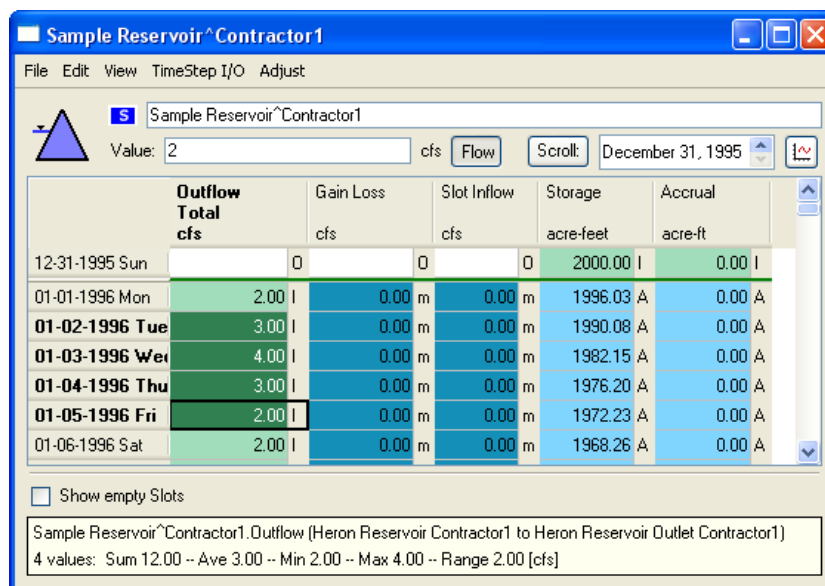 Sample Reservoir^Contractor1
File Edit View TimeStep I/O Adjust
S Sample Reservoir^Contractor1
Value: 2 cfs Flow Scroll: December 31, 1995
Outflow Total cfs Gain Loss cfs Slot Inflow cfs Storage acre-feet Accrual acre-ft
12-31-1995 Sun O O O 2000.00 I 0.00 I
01-01-1996 Mon 2.00 I 0.00 m 0.00 m 1996.03 A 0.00 A
01-02-1996 Tue 3.00 I 0.00 m 0.00 m 1990.08 A 0.00 A
01-03-1996 Wed 4.00 I 0.00 m 0.00 m 1982.15 A 0.00 A
01-04-1996 Thu 3.00 I 0.00 m 0.00 m 1976.20 A 0.00 A
01-05-1996 Fri 2.00 I 0.00 m 0.00 m 1972.23 A 0.00 A
01-06-1996 Sat 2.00 I 0.00 m 0.00 m 1968.26 A 0.00 A
Show empty Slots
Sample Reservoir^Contractor1.Outflow (Heron Reservoir Contractor1 to Heron Reservoir Outlet Contractor1)
4 values: Sum 12.00 -- Ave 3.00 -- Min 2.00 -- Max 4.00 -- Range 2.00 [cfs]